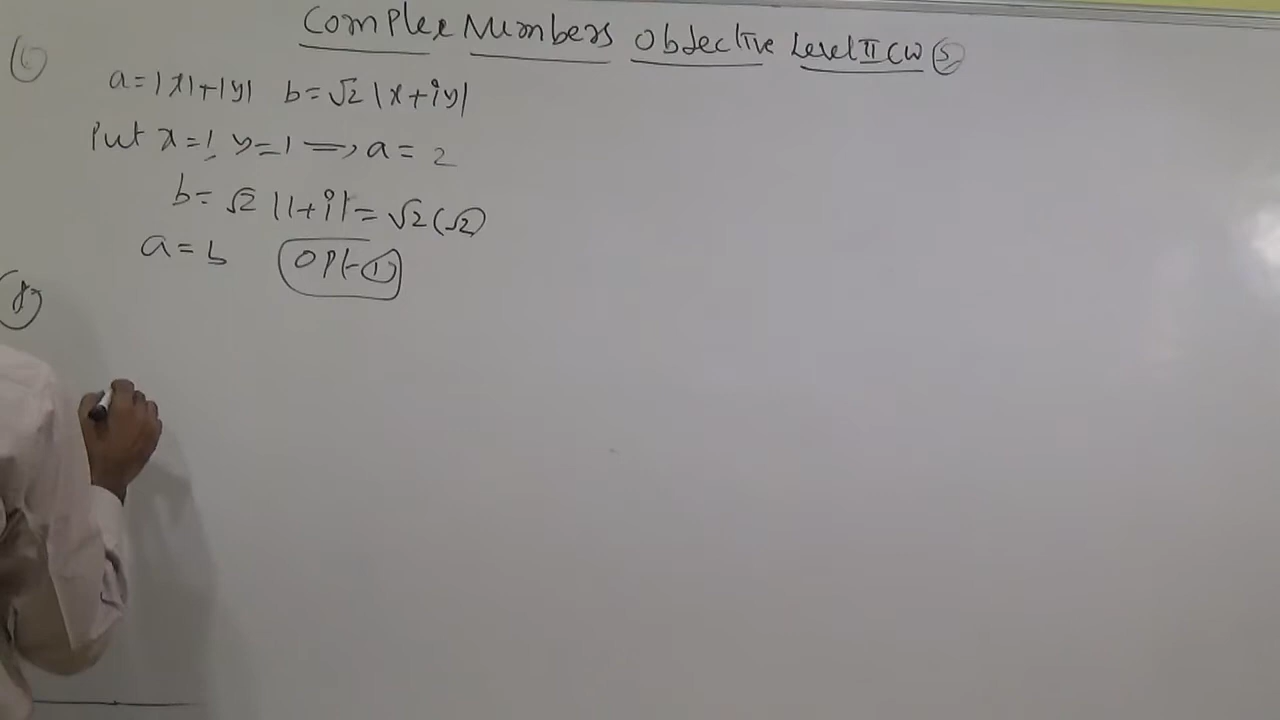 Complex Numbers Objective Level II CW (5)
(6)
a = |x|+|y| b = √2 |x+iy|
Put x=1, y=1 ⟹ a = 2
b = √2 |1+i| = √2(√2)
a = b Opt-(1)
(8)